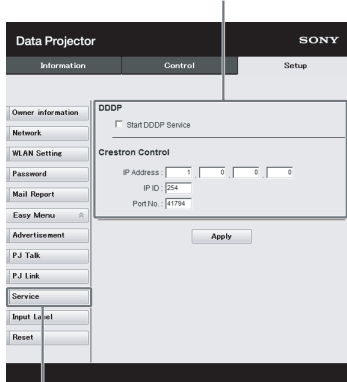 Data Projector
SONY
Information
Control
Setup
Owner information
Network
WLAN Setting
Password
Mail Report
Easy Menu
Advertisement
PJ Talk
PJ Link
Service
Input Label
Reset
DDDP
Start DDDP Service
Crestron Control
IP Address : 1 . 0 . 0 . 0
IP ID : 254
Port No. : 41794
Apply